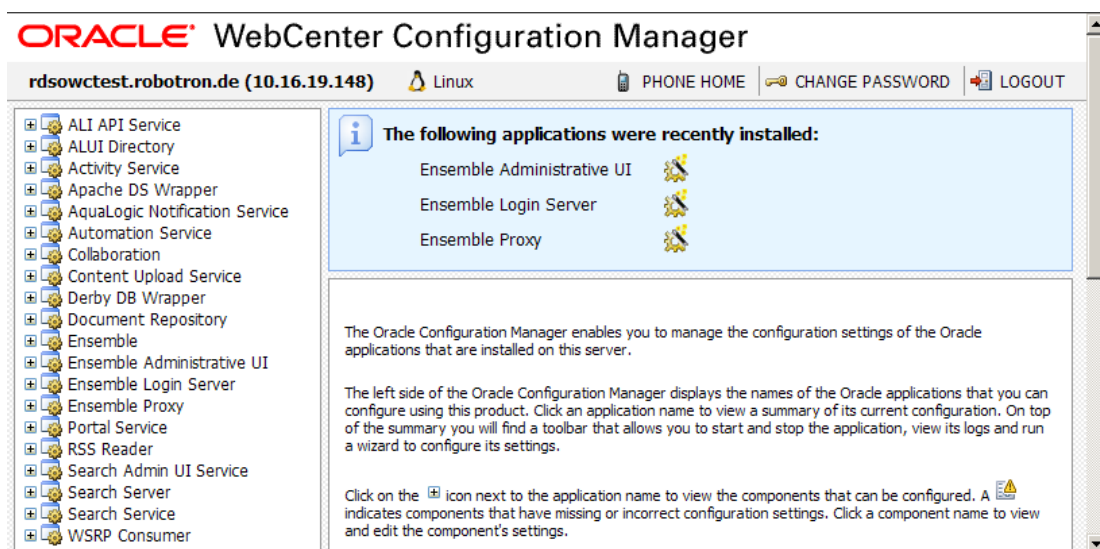 ORACLE WebCenter Configuration Manager
rdsowctest.robotron.de (10.16.19.148) Linux PHONE HOME CHANGE PASSWORD LOGOUT
ALI API Service
ALUI Directory
Activity Service
Apache DS Wrapper
AquaLogic Notification Service
Automation Service
Collaboration
Content Upload Service
Derby DB Wrapper
Document Repository
Ensemble
Ensemble Administrative UI
Ensemble Login Server
Ensemble Proxy
Portal Service
RSS Reader
Search Admin UI Service
Search Server
Search Service
WSRP Consumer
The following applications were recently installed:
Ensemble Administrative UI
Ensemble Login Server
Ensemble Proxy
The Oracle Configuration Manager enables you to manage the configuration settings of the Oracle
applications that are installed on this server.
The left side of the Oracle Configuration Manager displays the names of the Oracle applications that you can
configure using this product. Click an application name to view a summary of its current configuration. On top
of the summary you will find a toolbar that allows you to start and stop the application, view its logs and run
a wizard to configure its settings.
Click on the icon next to the application name to view the components that can be configured. A
indicates components that have missing or incorrect configuration settings. Click a component name to view
and edit the component's settings.